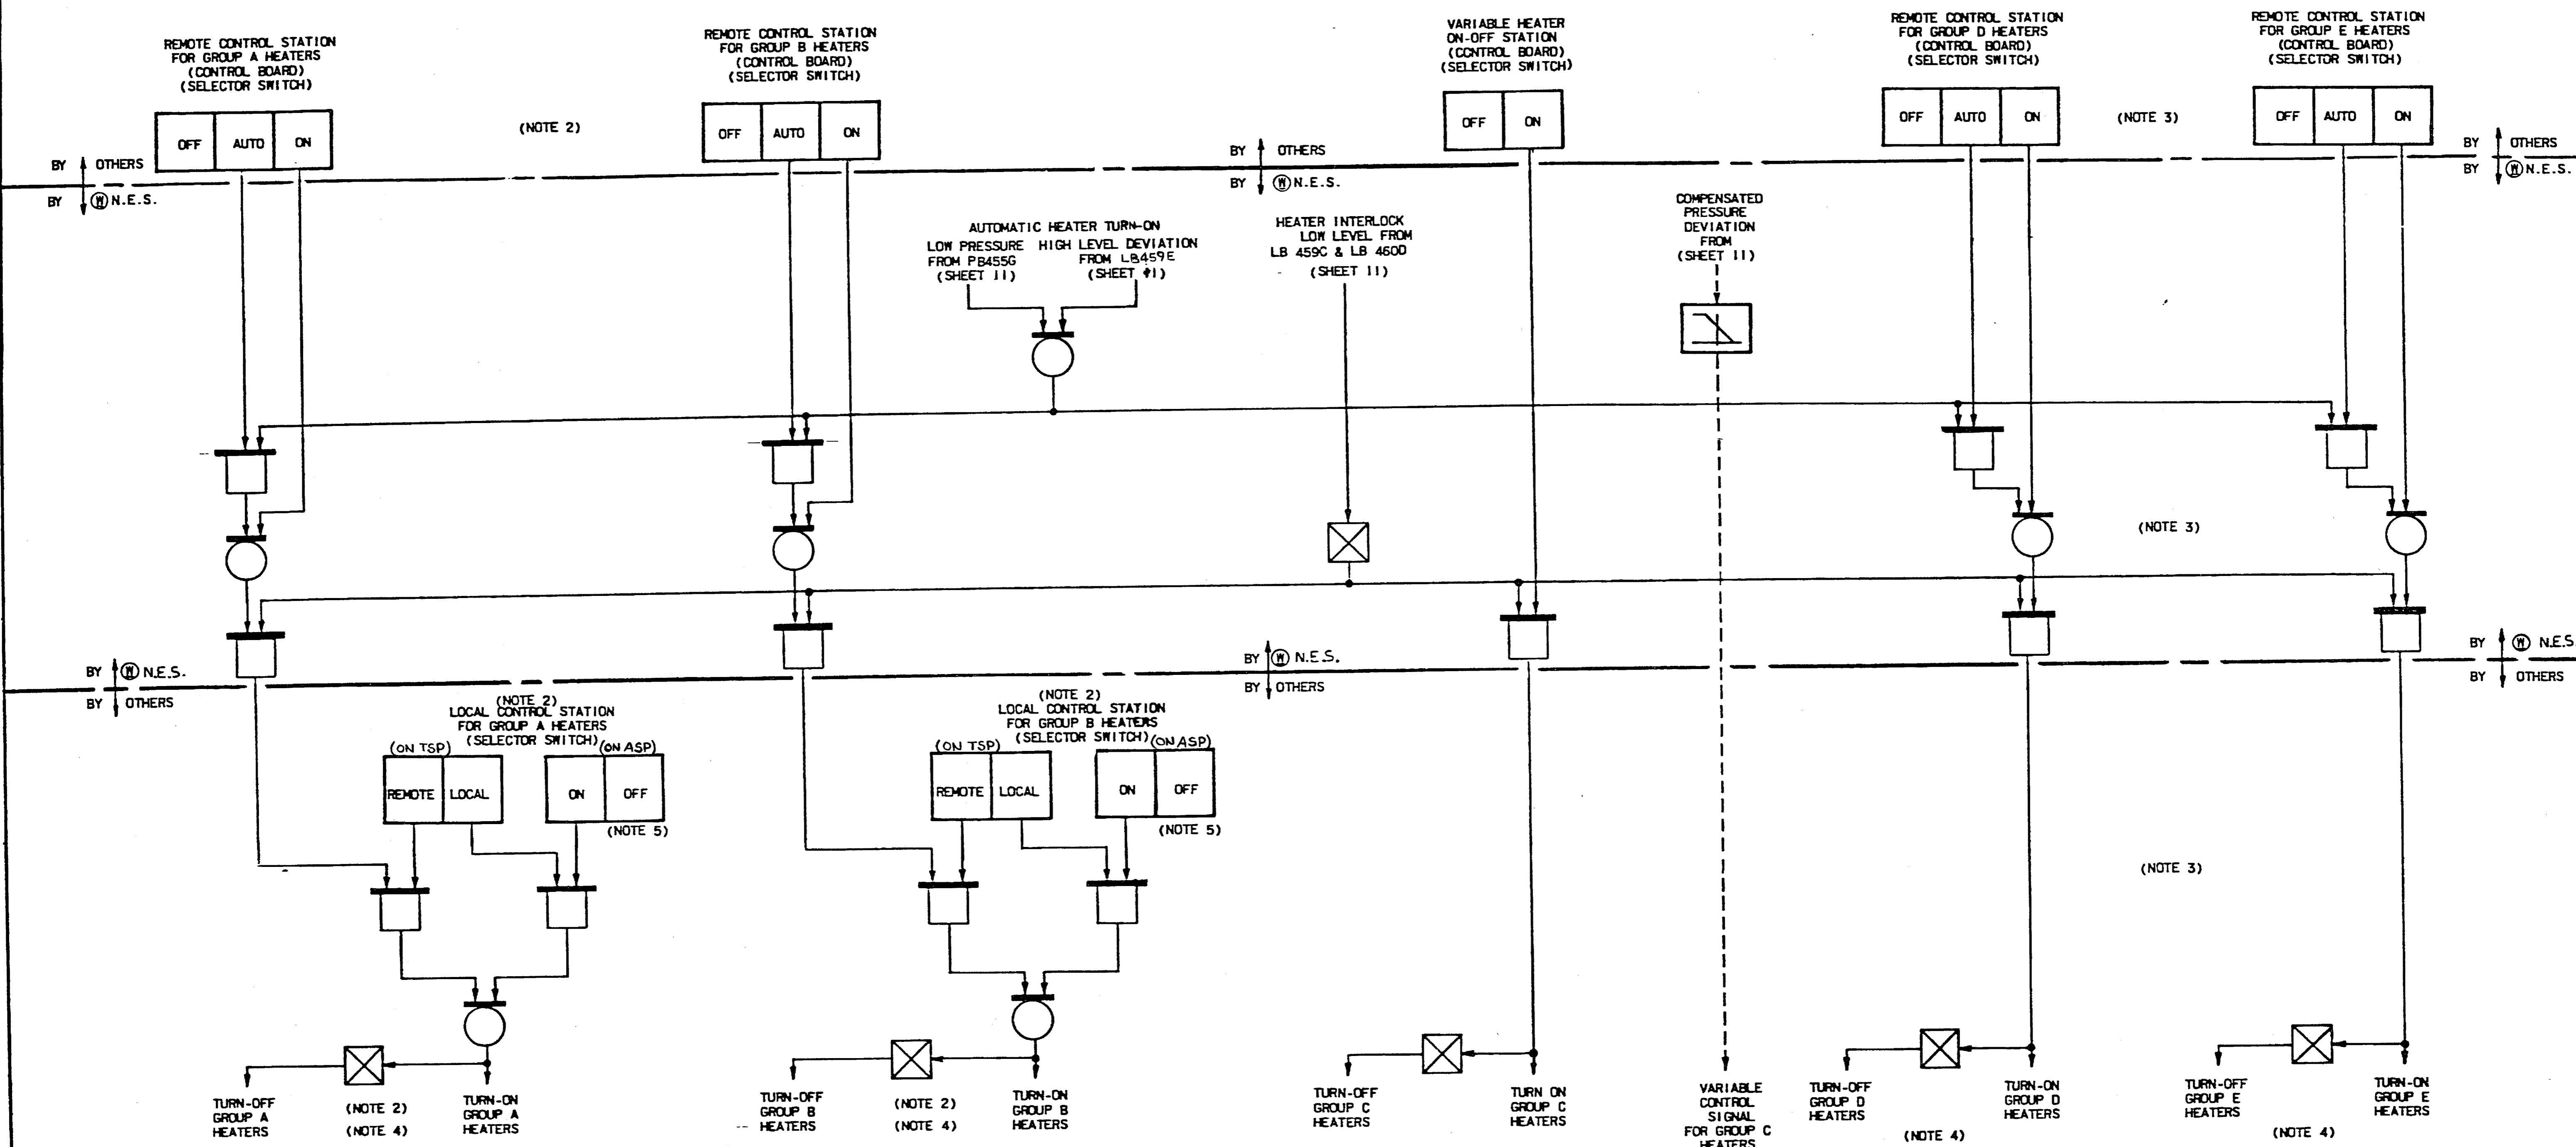 REMOTE CONTROL STATION
FOR GROUP A HEATERS
(CONTROL BOARD)
(SELECTOR SWITCH)
OFF AUTO ON
(NOTE 2)
REMOTE CONTROL STATION
FOR GROUP B HEATERS
(CONTROL BOARD)
(SELECTOR SWITCH)
OFF AUTO ON
VARIABLE HEATER
ON-OFF STATION
(CONTROL BOARD)
(SELECTOR SWITCH)
OFF ON
REMOTE CONTROL STATION
FOR GROUP D HEATERS
(CONTROL BOARD)
(SELECTOR SWITCH)
OFF AUTO ON
(NOTE 3)
REMOTE CONTROL STATION
FOR GROUP E HEATERS
(CONTROL BOARD)
(SELECTOR SWITCH)
OFF AUTO ON
BY OTHERS
BY W N.E.S.
BY OTHERS
BY W N.E.S.
BY OTHERS
BY W N.E.S.
AUTOMATIC HEATER TURN-ON
LOW PRESSURE
FROM PB455G
(SHEET 11)
HIGH LEVEL DEVIATION
FROM LB459E
(SHEET 11)
HEATER INTERLOCK
LOW LEVEL FROM
LB 459C & LB 460D
(SHEET 11)
COMPENSATED
PRESSURE
DEVIATION
FROM
(SHEET 11)
(NOTE 3)
BY W N.E.S.
BY OTHERS
BY W N.E.S.
BY OTHERS
BY W N.E.S
BY OTHERS
(NOTE 2)
LOCAL CONTROL STATION
FOR GROUP A HEATERS
(SELECTOR SWITCH)
(ON TSP)
(ON ASP)
REMOTE LOCAL
ON OFF
(NOTE 5)
(NOTE 2)
LOCAL CONTROL STATION
FOR GROUP B HEATERS
(SELECTOR SWITCH)
(ON TSP)
(ON ASP)
REMOTE LOCAL
ON OFF
(NOTE 5)
(NOTE 3)
TURN-OFF
GROUP A
HEATERS
(NOTE 2)
(NOTE 4)
TURN-ON
GROUP A
HEATERS
TURN-OFF
GROUP B
HEATERS
(NOTE 2)
(NOTE 4)
TURN-ON
GROUP B
HEATERS
TURN-OFF
GROUP C
HEATERS
TURN ON
GROUP C
HEATERS
VARIABLE
CONTROL
SIGNAL
FOR GROUP C
HEATERS
TURN-OFF
GROUP D
HEATERS
(NOTE 4)
TURN-ON
GROUP D
HEATERS
TURN-OFF
GROUP E
HEATERS
(NOTE 4)
TURN-ON
GROUP E
HEATERS